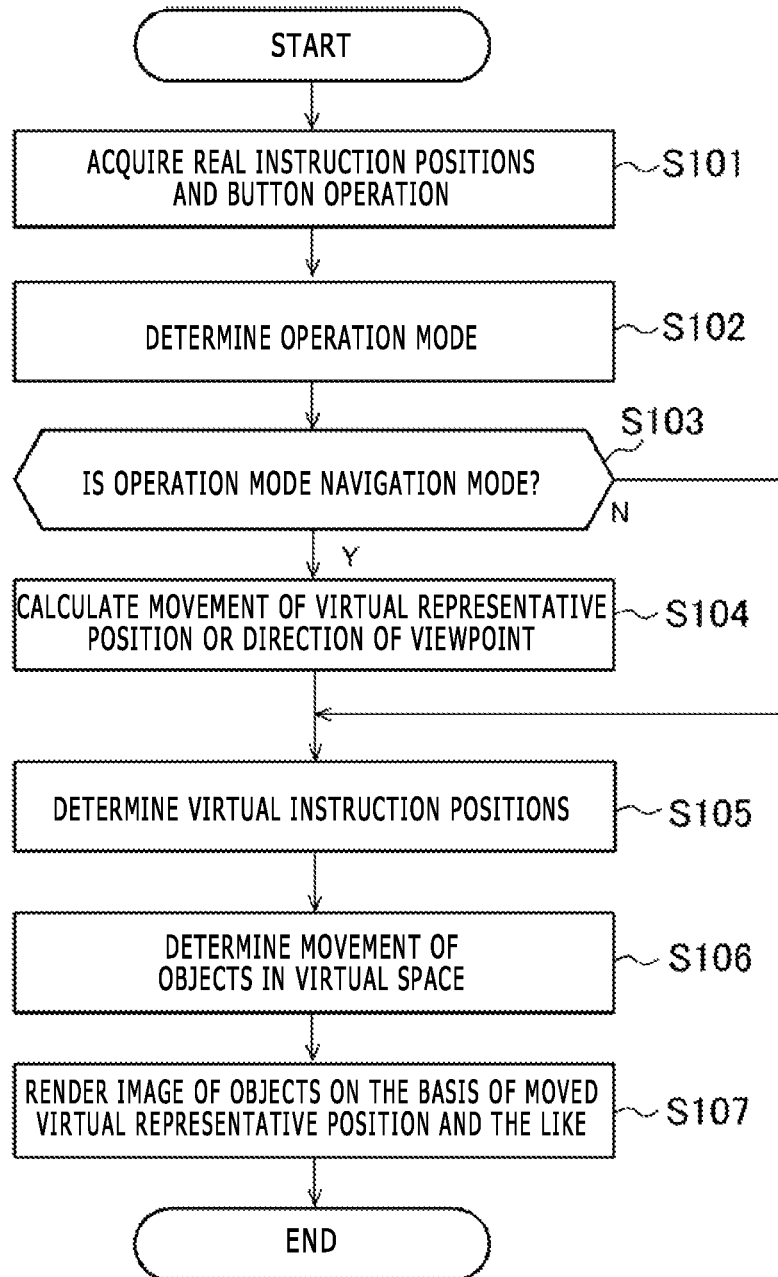 START
ACQUIRE REAL INSTRUCTION POSITIONS
AND BUTTON OPERATION
S101
DETERMINE OPERATION MODE
S102
S103
IS OPERATION MODE NAVIGATION MODE?
N
Y
CALCULATE MOVEMENT OF VIRTUAL REPRESENTATIVE
POSITION OR DIRECTION OF VIEWPOINT
S104
DETERMINE VIRTUAL INSTRUCTION POSITIONS
S105
DETERMINE MOVEMENT OF
OBJECTS IN VIRTUAL SPACE
S106
RENDER IMAGE OF OBJECTS ON THE BASIS OF MOVED
VIRTUAL REPRESENTATIVE POSITION AND THE LIKE
S107
END